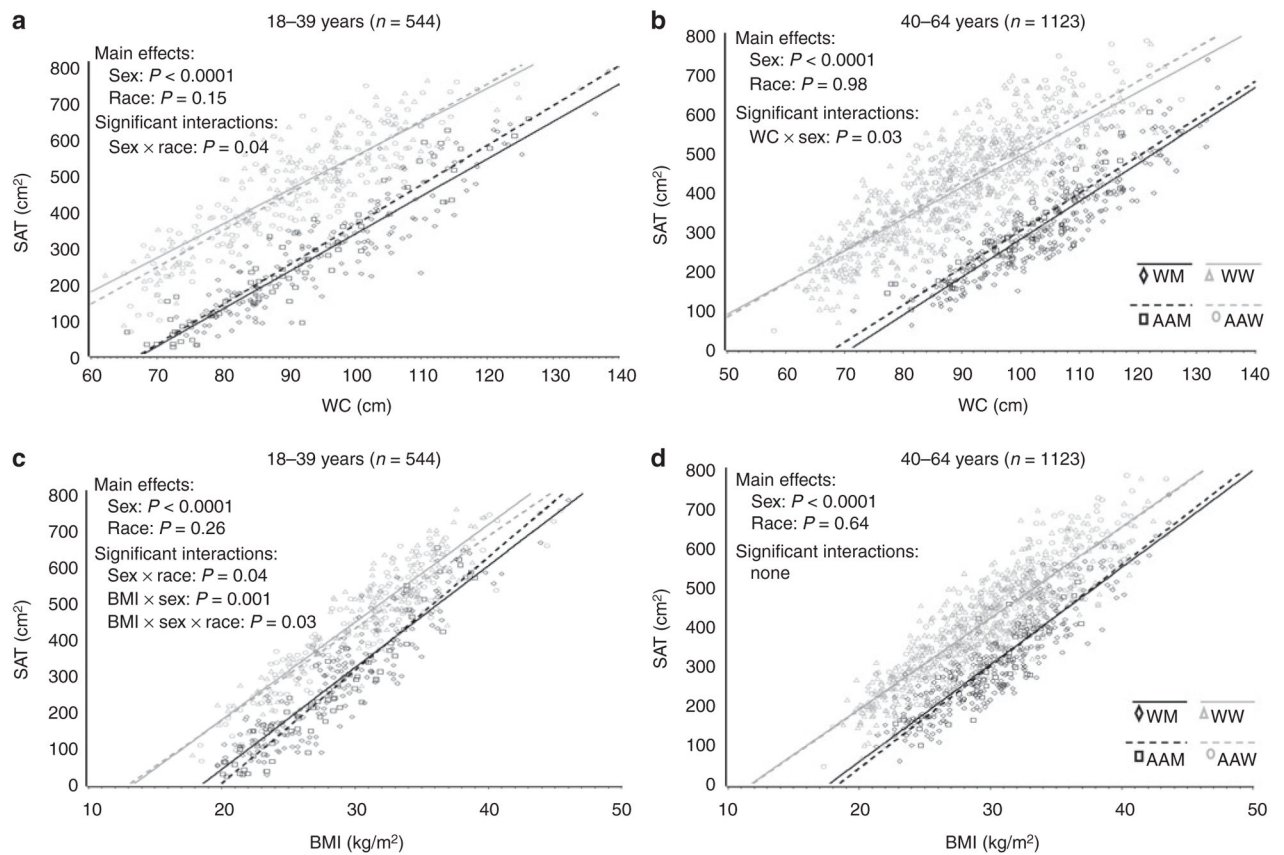 a
18–39 years (n = 544)
Main effects:
Sex: P < 0.0001
Race: P = 0.15
Significant interactions:
Sex × race: P = 0.04
800
700
600
500
400
300
200
100
0
SAT (cm²)
60 70 80 90 100 110 120 130 140
WC (cm)
b
40–64 years (n = 1123)
Main effects:
Sex: P < 0.0001
Race: P = 0.98
Significant interactions:
WC × sex: P = 0.03
800
700
600
500
400
300
200
100
0
SAT (cm²)
WM WW
AAM AAW
50 60 70 80 90 100 110 120 130 140
WC (cm)
c
18–39 years (n = 544)
Main effects:
Sex: P < 0.0001
Race: P = 0.26
Significant interactions:
Sex × race: P = 0.04
BMI × sex: P = 0.001
BMI × sex × race: P = 0.03
800
700
600
500
400
300
200
100
0
SAT (cm²)
10 20 30 40 50
BMI (kg/m²)
d
40–64 years (n = 1123)
Main effects:
Sex: P < 0.0001
Race: P = 0.64
Significant interactions:
none
800
700
600
500
400
300
200
100
0
SAT (cm²)
WM WW
AAM AAW
10 20 30 40 50
BMI (kg/m²)